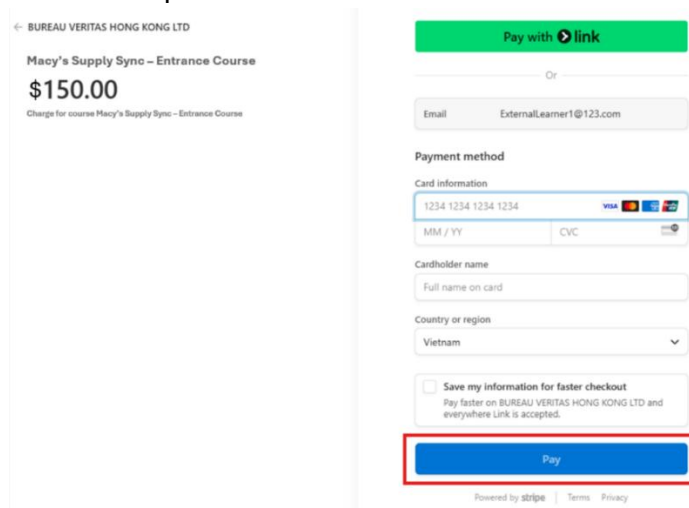 ← BUREAU VERITAS HONG KONG LTD
Macy's Supply Sync – Entrance Course
$150.00
Charge for course Macy's Supply Sync – Entrance Course
Pay with link
Or
Email ExternalLearner1@123.com
Payment method
Card information
1234 1234 1234 1234 VISA
MM / YY CVC
Cardholder name
Full name on card
Country or region
Vietnam
Save my information for faster checkout
Pay faster on BUREAU VERITAS HONG KONG LTD and
everywhere Link is accepted.
Pay
Powered by stripe | Terms Privacy